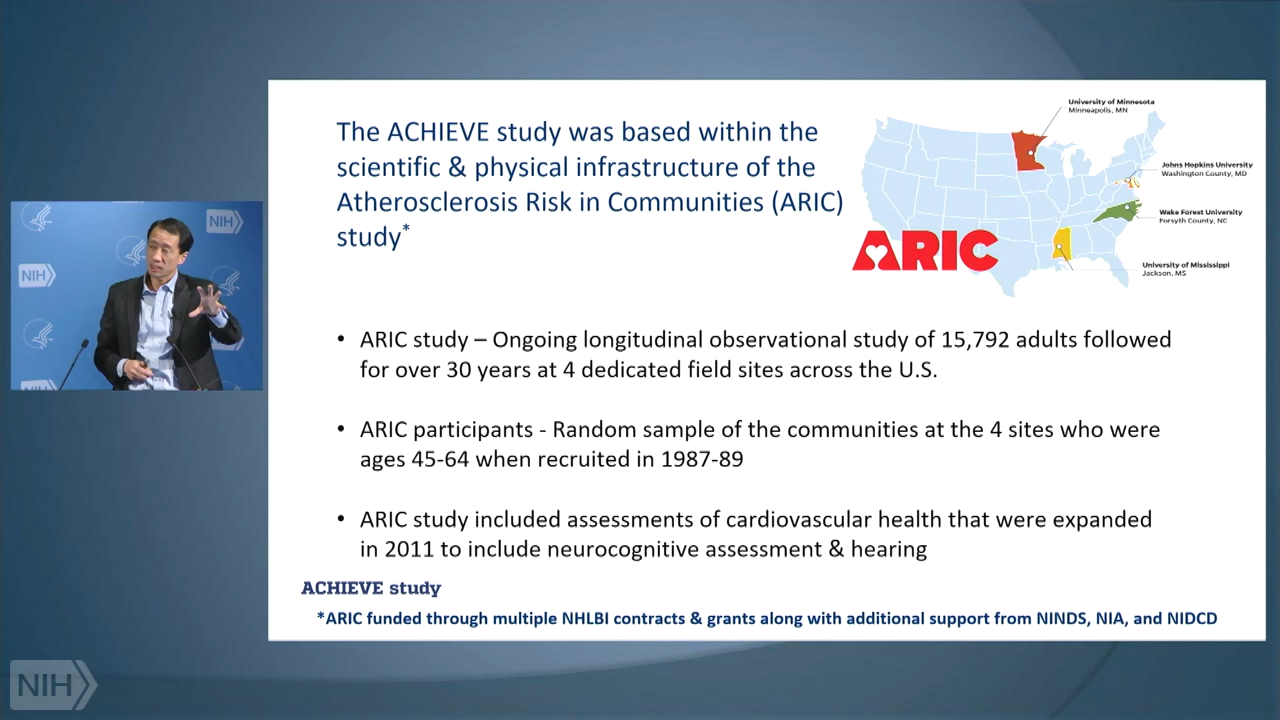 The ACHIEVE study was based within the
scientific & physical infrastructure of the
Atherosclerosis Risk in Communities (ARIC)
study*
University of Minnesota
Minneapolis, MN
Johns Hopkins University
Washington County, MD
Wake Forest University
Forsyth County, NC
University of Mississippi
Jackson, MS
ARIC
• ARIC study – Ongoing longitudinal observational study of 15,792 adults followed
for over 30 years at 4 dedicated field sites across the U.S.
• ARIC participants - Random sample of the communities at the 4 sites who were
ages 45-64 when recruited in 1987-89
• ARIC study included assessments of cardiovascular health that were expanded
in 2011 to include neurocognitive assessment & hearing
ACHIEVE study
*ARIC funded through multiple NHLBI contracts & grants along with additional support from NINDS, NIA, and NIDCD
NIH
NIH
NIH
NIH